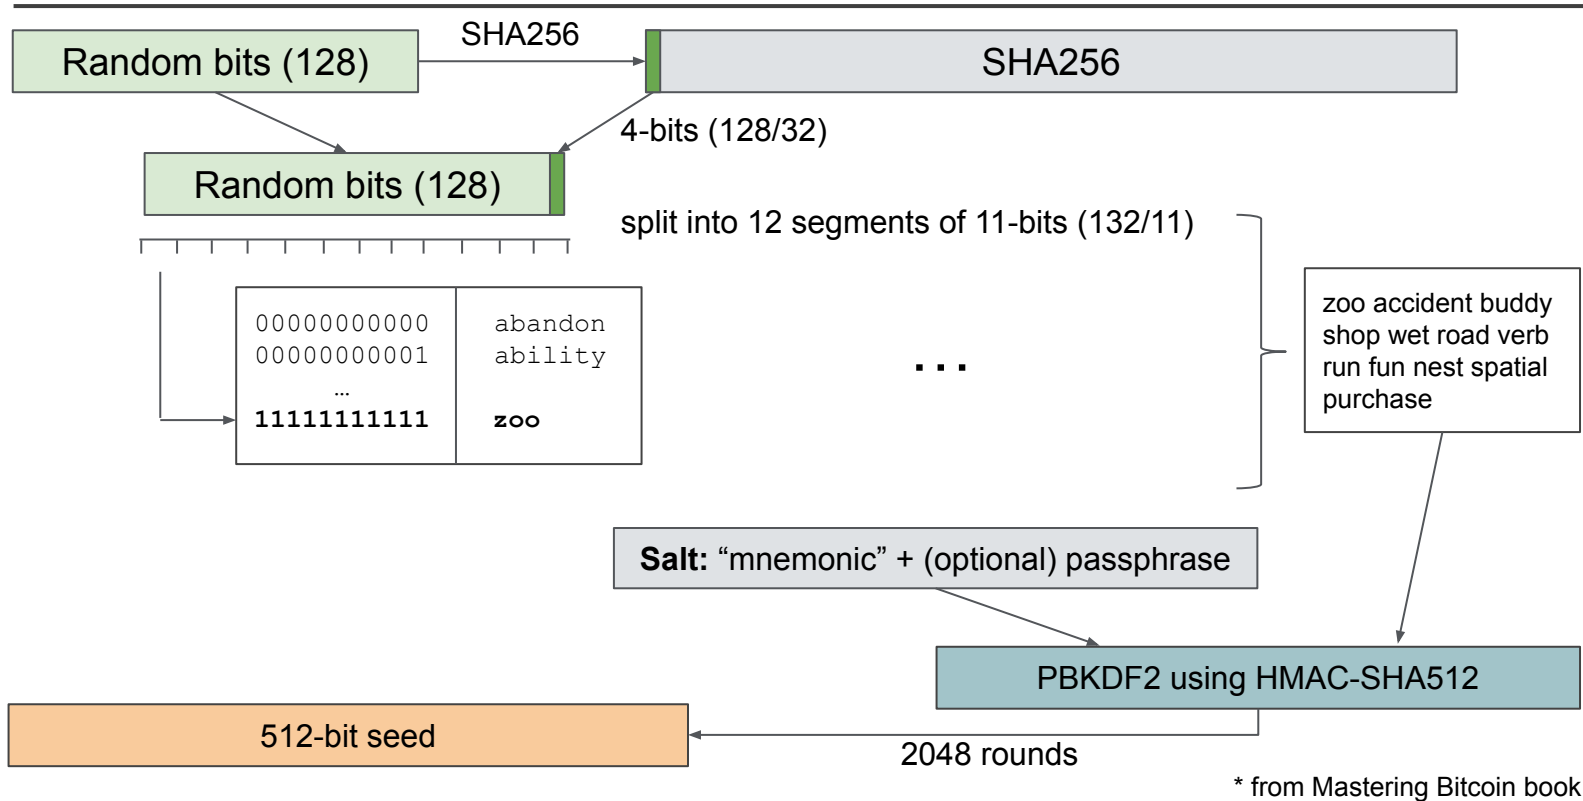 SHA256
Random bits (128)
SHA256
4-bits (128/32)
Random bits (128)
split into 12 segments of 11-bits (132/11)
00000000000 abandon
00000000001 ability
…
11111111111 zoo
...
zoo accident buddy
shop wet road verb
run fun nest spatial
purchase
Salt: “mnemonic” + (optional) passphrase
PBKDF2 using HMAC-SHA512
512-bit seed
2048 rounds
* from Mastering Bitcoin book